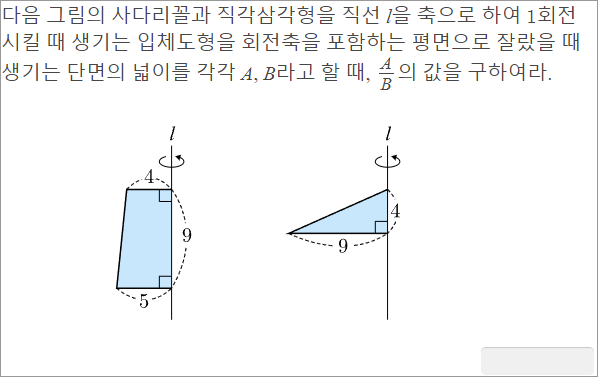 다음 그림의 사다리꼴과 직각삼각형을 직선 l을 축으로 하여 1회전
시킬 때 생기는 입체도형을 회전축을 포함하는 평면으로 잘랐을 때
생기는 단면의 넓이를 각각 A, B라고 할 때, A/B의 값을 구하여라.
l
4
9
5
l
4
9